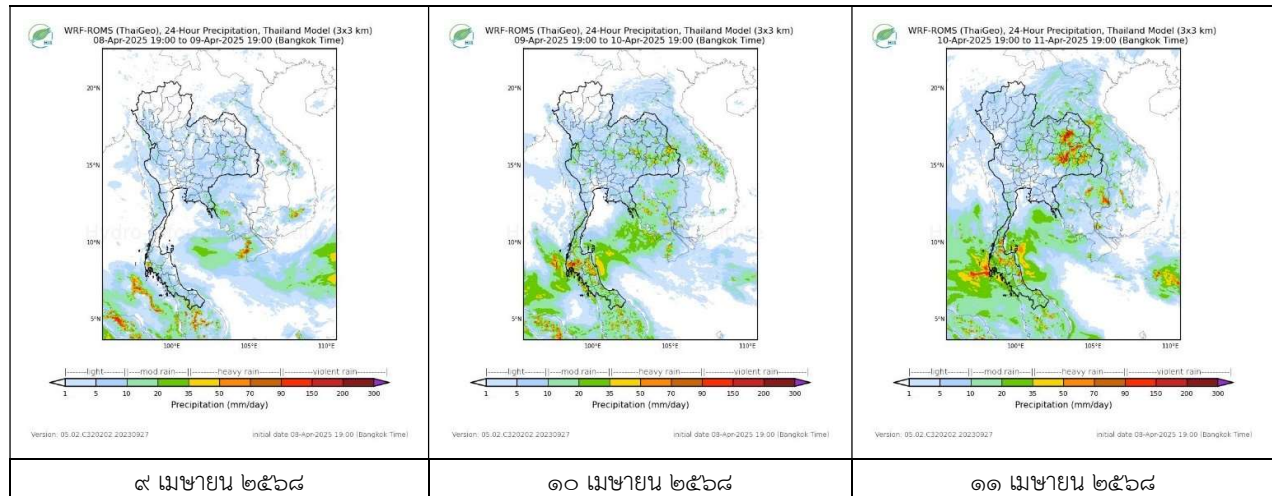 WRF-ROMS (ThaiGeo), 24-Hour Precipitation, Thailand Model (3x3 km)
08-Apr-2025 19:00 to 09-Apr-2025 19:00 (Bangkok Time)
20°N
15°N
10°N
5°N
100°E 105°E 110°E
|-------light-------||----mod rain-----||------heavy rain-------||--------violent rain--------||
1 5 10 20 35 50 70 90 150 200 300
Precipitation (mm/day)
Version: 05.02.C320202.20230927 initial date 08-Apr-2025 19:00 (Bangkok Time)
๙ เมษายน ๒๕๖๘
WRF-ROMS (ThaiGeo), 24-Hour Precipitation, Thailand Model (3x3 km)
09-Apr-2025 19:00 to 10-Apr-2025 19:00 (Bangkok Time)
20°N
15°N
10°N
5°N
100°E 105°E 110°E
|-------light-------||----mod rain-----||------heavy rain-------||--------violent rain--------||
1 5 10 20 35 50 70 90 150 200 300
Precipitation (mm/day)
Version: 05.02.C320202.20230927 initial date 08-Apr-2025 19:00 (Bangkok Time)
๑๐ เมษายน ๒๕๖๘
WRF-ROMS (ThaiGeo), 24-Hour Precipitation, Thailand Model (3x3 km)
10-Apr-2025 19:00 to 11-Apr-2025 19:00 (Bangkok Time)
20°N
15°N
10°N
5°N
100°E 105°E 110°E
|-------light-------||----mod rain-----||------heavy rain-------||--------violent rain--------||
1 5 10 20 35 50 70 90 150 200 300
Precipitation (mm/day)
Version: 05.02.C320202.20230927 initial date 08-Apr-2025 19:00 (Bangkok Time)
๑๑ เมษายน ๒๕๖๘